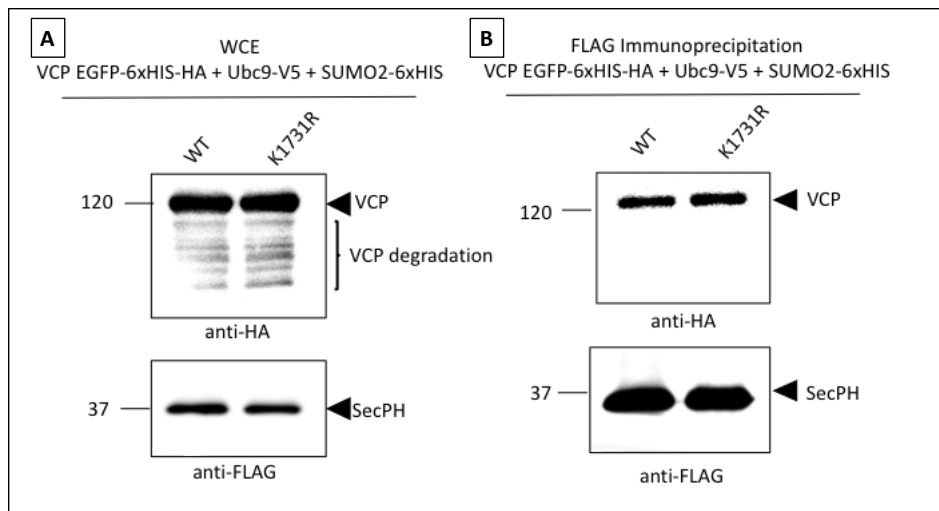 A
WCE
VCP EGFP-6xHIS-HA + Ubc9-V5 + SUMO2-6xHIS
WT K1731R
120 VCP
VCP degradation
anti-HA
37 SecPH
anti-FLAG
B
FLAG Immunoprecipitation
VCP EGFP-6xHIS-HA + Ubc9-V5 + SUMO2-6xHIS
WT K1731R
120 VCP
anti-HA
37 SecPH
anti-FLAG